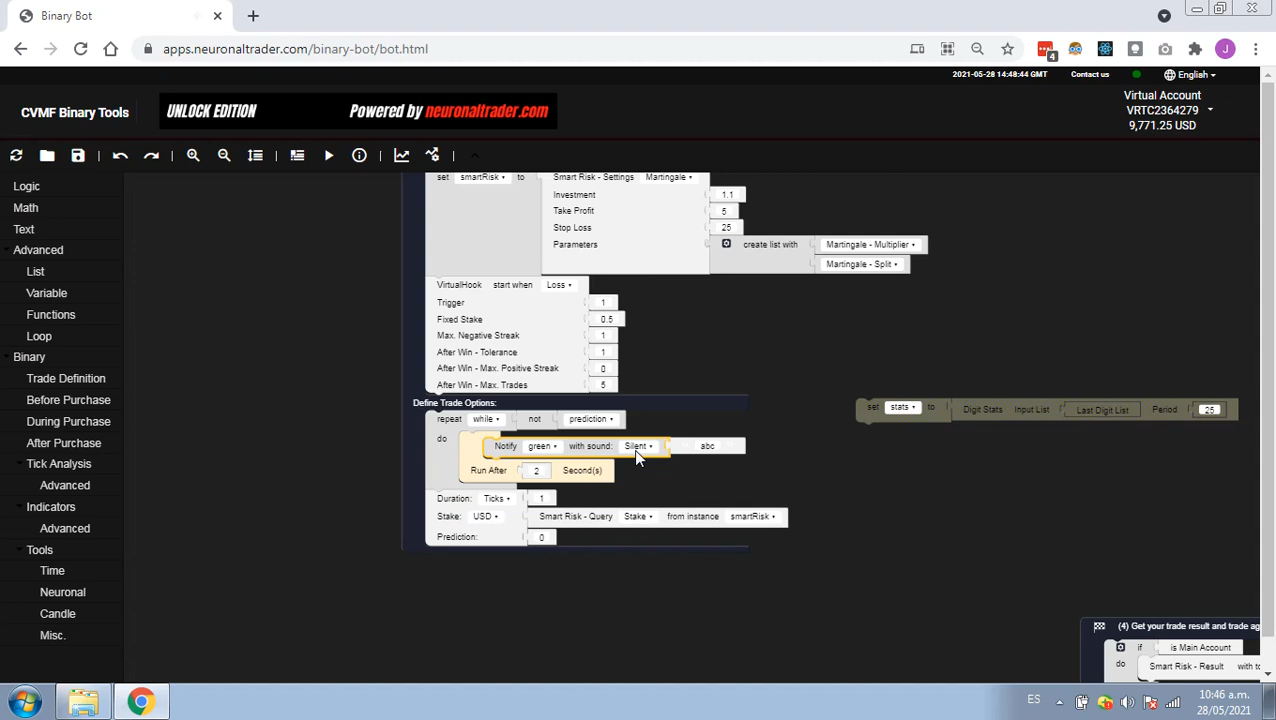 Binary Bot
apps.neuronaltrader.com/binary-bot/bot.html
4
J
2021-05-28 14:48:44 GMT
Contact us
English
CVMF Binary Tools
UNLOCK EDITION
Powered by neuronaltrader.com
Virtual Account
VRTC2364279
9,771.25 USD
Logic
Math
Text
Advanced
List
Variable
Functions
Loop
Binary
Trade Definition
Before Purchase
During Purchase
After Purchase
Tick Analysis
Advanced
Indicators
Advanced
Tools
Time
Neuronal
Candle
Misc.
set smartRisk to Smart Risk - Settings Martingale
Investment 1.1
Take Profit 5
Stop Loss 25
Parameters create list with Martingale - Multiplier
Martingale - Split
VirtualHook start when Loss
Trigger 1
Fixed Stake 0.5
Max. Negative Streak 1
After Win - Tolerance 1
After Win - Max. Positive Streak 0
After Win - Max. Trades 5
Define Trade Options:
repeat while not prediction
do Notify green with sound: Silent abc
Run After 2 Second(s)
Duration: Ticks 1
Stake: USD Smart Risk - Query Stake from instance smartRisk
Prediction: 0
set stats to Digit Stats Input List Last Digit List Period 25
(4) Get your trade result and trade ag
if is Main Account
do Smart Risk - Result with to
ES
10:46 a.m.
28/05/2021